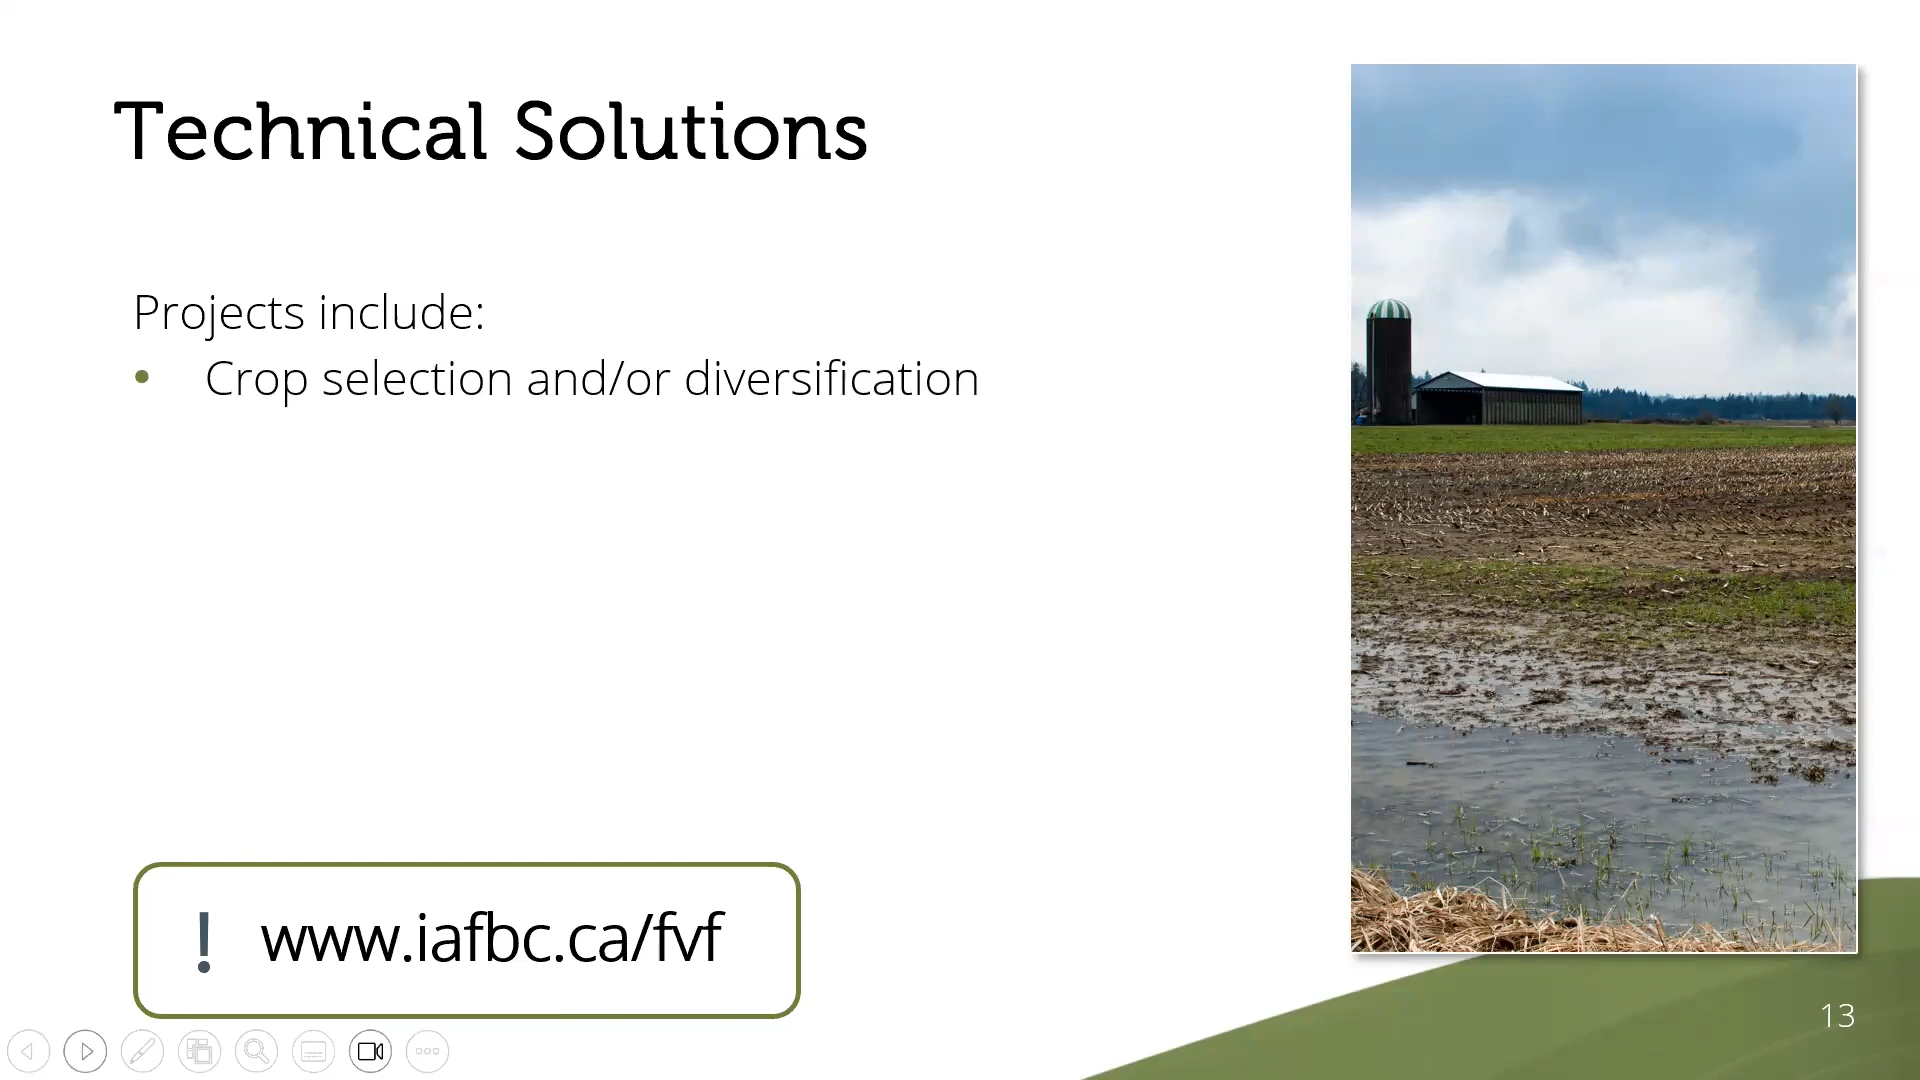 Technical Solutions
Projects include:
• Crop selection and/or diversification
! www.iafbc.ca/fvf
13